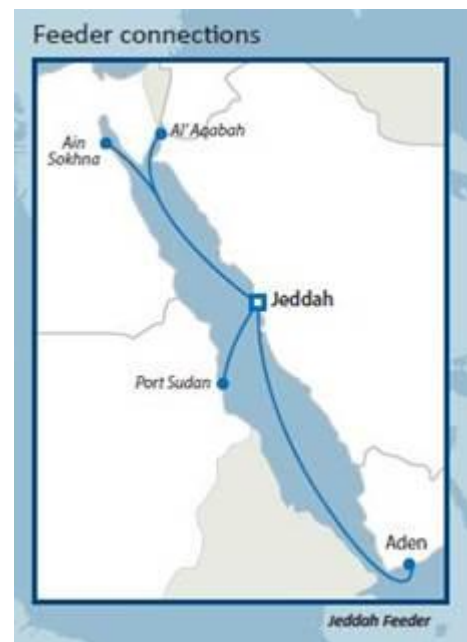 Feeder connections
Al' Aqabah
Ain
Sokhna
Jeddah
Port Sudan
Aden
Jeddah Feeder